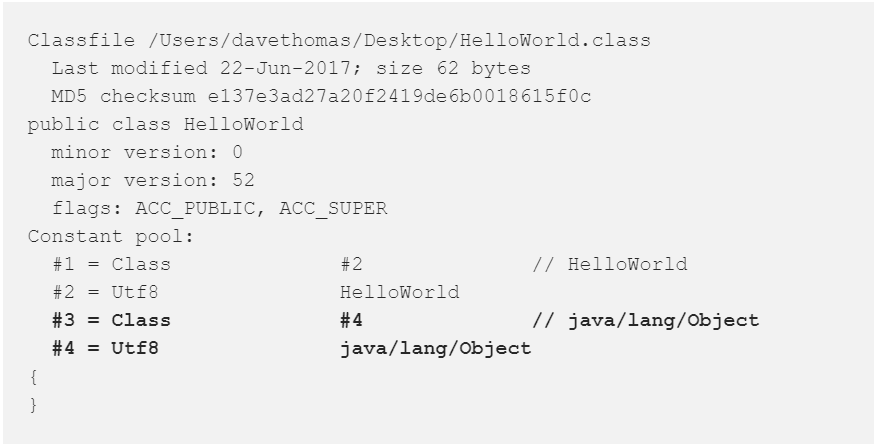 Classfile /Users/davethomas/Desktop/HelloWorld.class
  Last modified 22-Jun-2017; size 62 bytes
  MD5 checksum e137e3ad27a20f2419de6b0018615f0c
public class HelloWorld
  minor version: 0
  major version: 52
  flags: ACC_PUBLIC, ACC_SUPER
Constant pool:
  #1 = Class              #2              // HelloWorld
  #2 = Utf8               HelloWorld
  #3 = Class              #4              // java/lang/Object
  #4 = Utf8               java/lang/Object
{
}